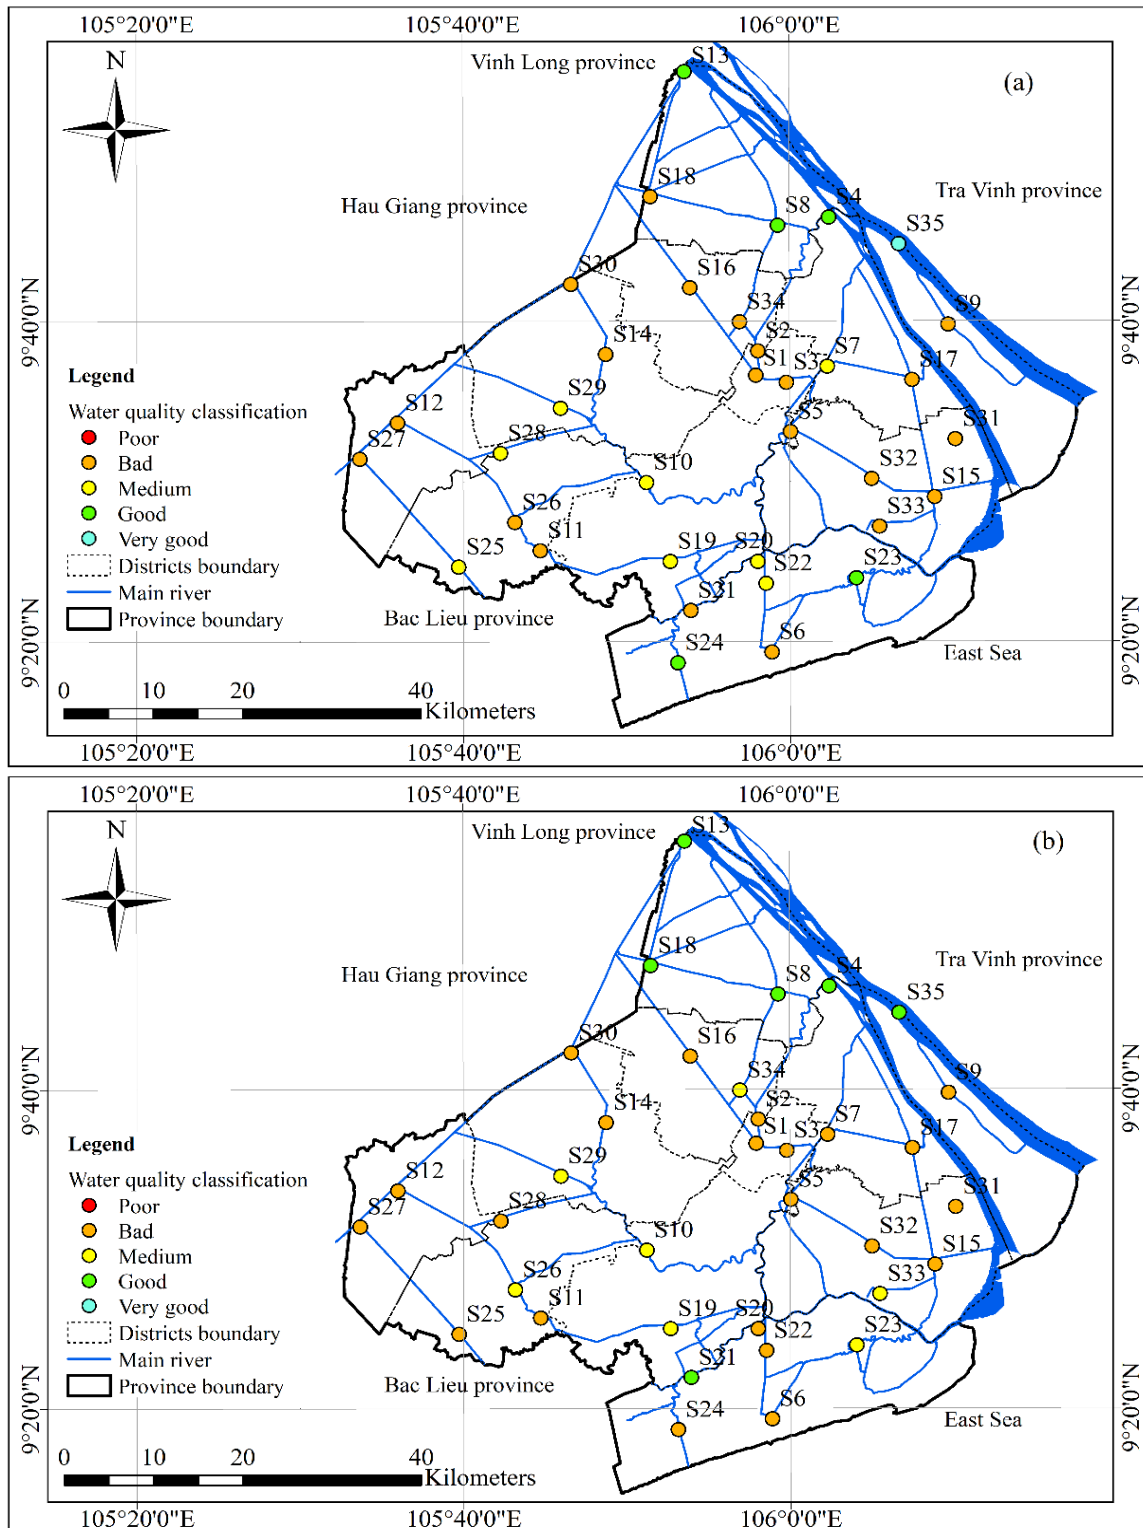 105°20'0"E
105°40'0"E
106°0'0"E
N
Vinh Long province
S13
(a)
Hau Giang province
S18
S8
S4
Tra Vinh province
S35
S30
S16
S34
S9
9°40'0"N
9°40'0"N
S14
S2
S1
S3
S7
S17
Legend
Water quality classification
Poor
Bad
Medium
Good
Very good
Districts boundary
Main river
Province boundary
S29
S12
S27
S28
S5
S31
S10
S32
S15
S26
S11
S33
S25
S19
S20
S22
S23
Bac Lieu province
S21
S6
S24
East Sea
9°20'0"N
9°20'0"N
0
10
20
40
Kilometers
105°20'0"E
105°40'0"E
106°0'0"E
105°20'0"E
105°40'0"E
106°0'0"E
N
Vinh Long province
S13
(b)
Hau Giang province
S18
S8
S4
Tra Vinh province
S35
S30
S16
S34
S9
9°40'0"N
9°40'0"N
S14
S2
S1
S3
S7
S17
Legend
Water quality classification
Poor
Bad
Medium
Good
Very good
Districts boundary
Main river
Province boundary
S29
S12
S27
S28
S5
S31
S10
S32
S15
S26
S11
S33
S25
S19
S20
S22
S23
Bac Lieu province
S21
S6
S24
East Sea
9°20'0"N
9°20'0"N
0
10
20
40
Kilometers
105°20'0"E
105°40'0"E
106°0'0"E